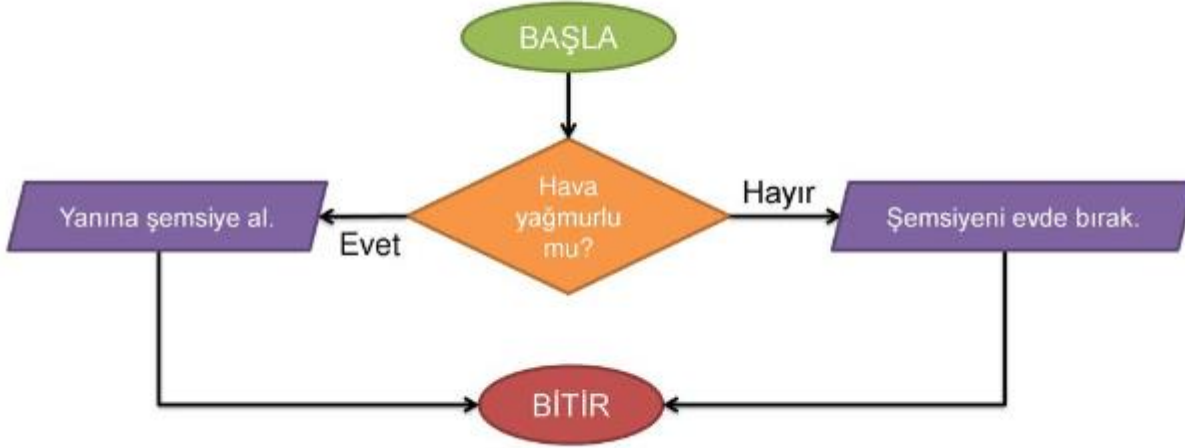 BAŞLA
Hava
yağmurlu
mu?
Evet
Hayır
Yanına şemsiye al.
Şemsiyeni evde bırak.
BİTİR